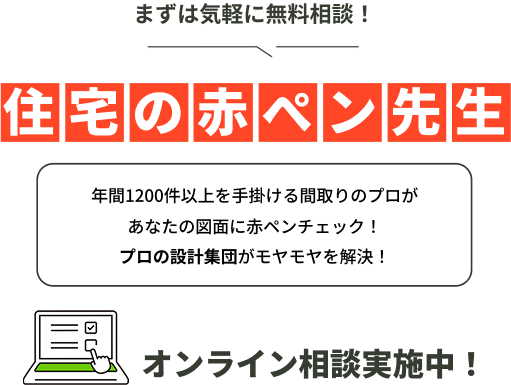 まずは気軽に無料相談！
住宅の赤ペン先生
年間1200件以上を手掛ける間取りのプロが
あなたの図面に赤ペンチェック！
プロの設計集団がモヤモヤを解決！
オンライン相談実施中！